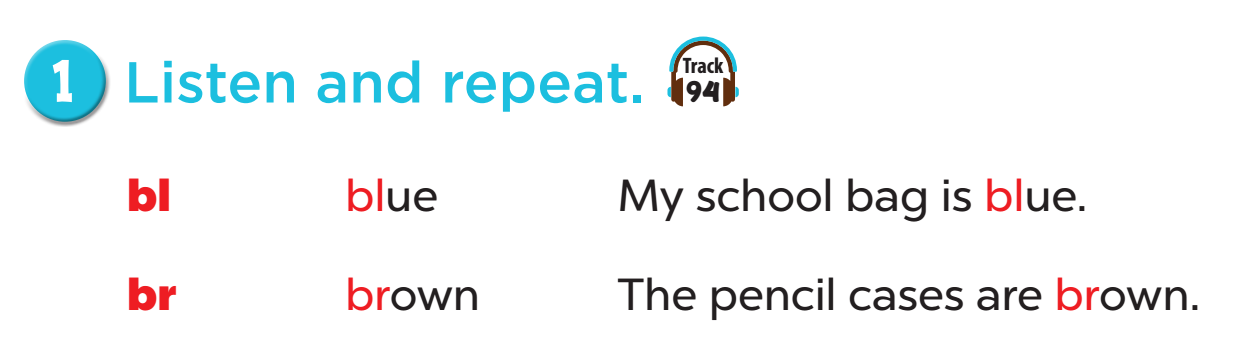 1 Listen and repeat. Track 94
bl blue My school bag is blue.
br brown The pencil cases are brown.